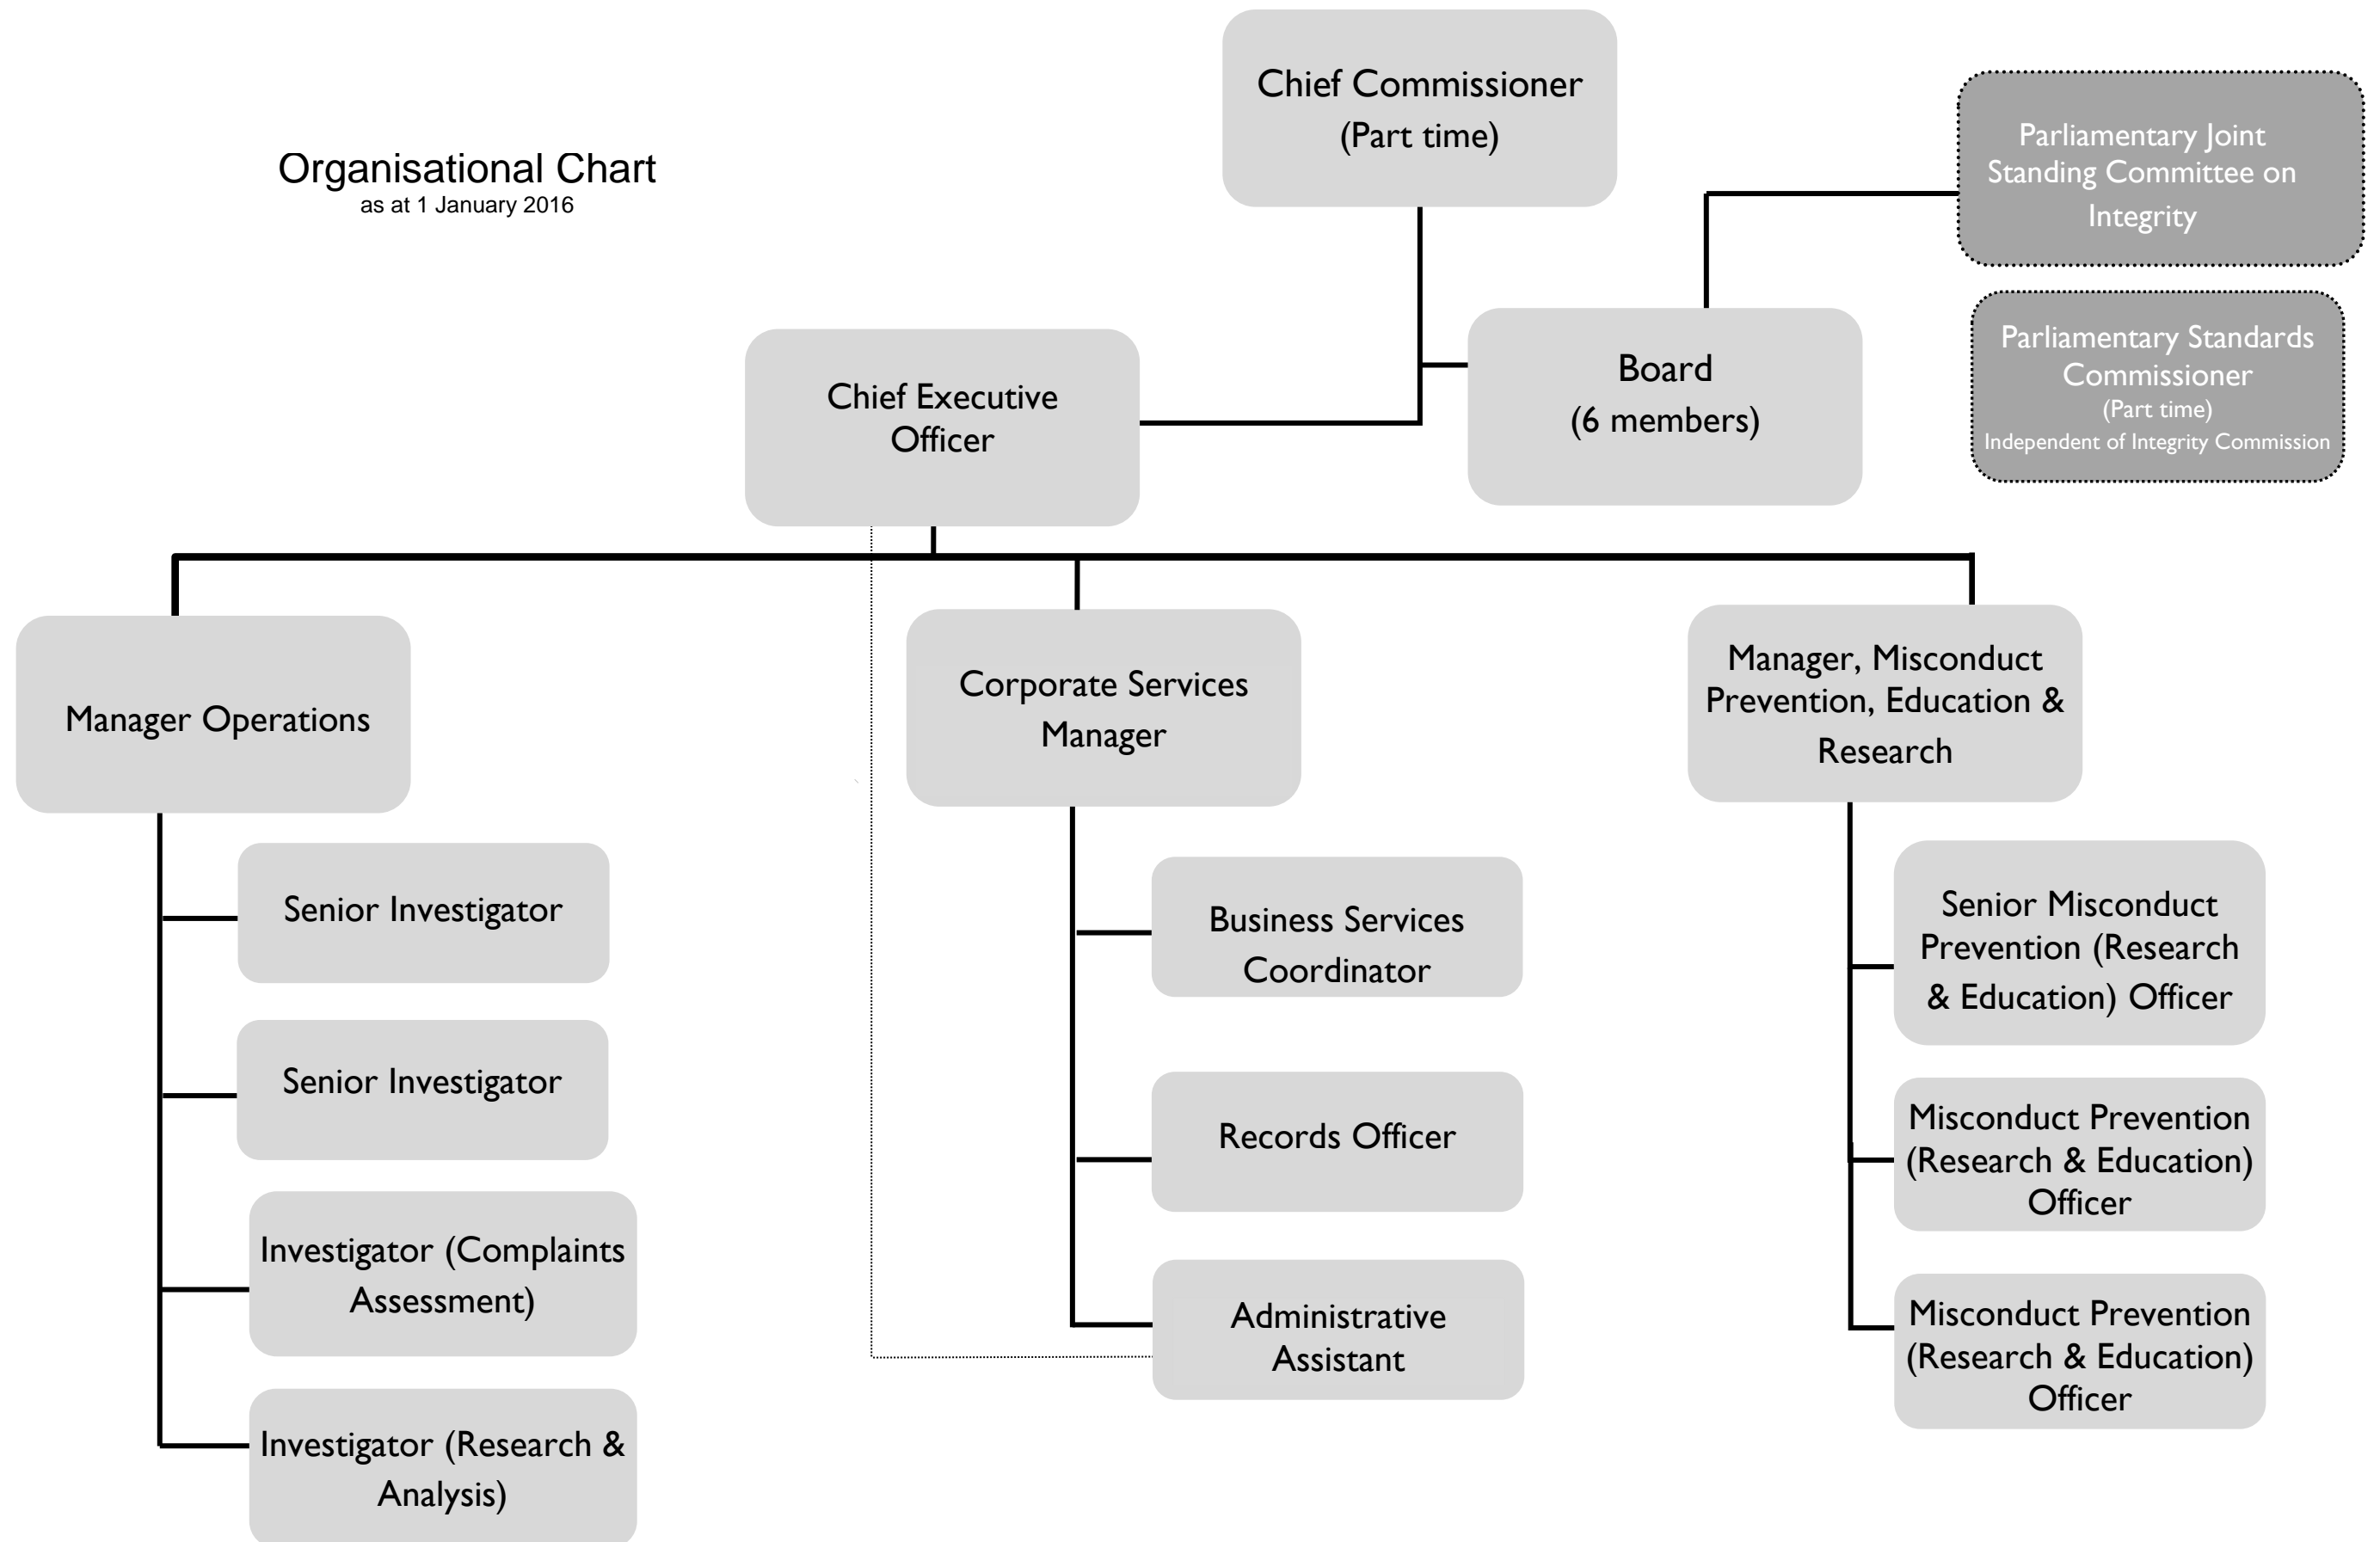 Chief Commissioner
(Part time)
Parliamentary Joint
Standing Committee on
Integrity
Organisational Chart
as at 1 January 2016
Parliamentary Standards
Commissioner
(Part time)
Independent of Integrity Commission
Board
(6 members)
Chief Executive
Officer
Manager Operations
Corporate Services
Manager
Manager, Misconduct
Prevention, Education &
Research
Senior Investigator
Senior Investigator
Investigator (Complaints
Assessment)
Investigator (Research &
Analysis)
Business Services
Coordinator
Records Officer
Administrative
Assistant
Senior Misconduct
Prevention (Research
& Education) Officer
Misconduct Prevention
(Research & Education)
Officer
Misconduct Prevention
(Research & Education)
Officer